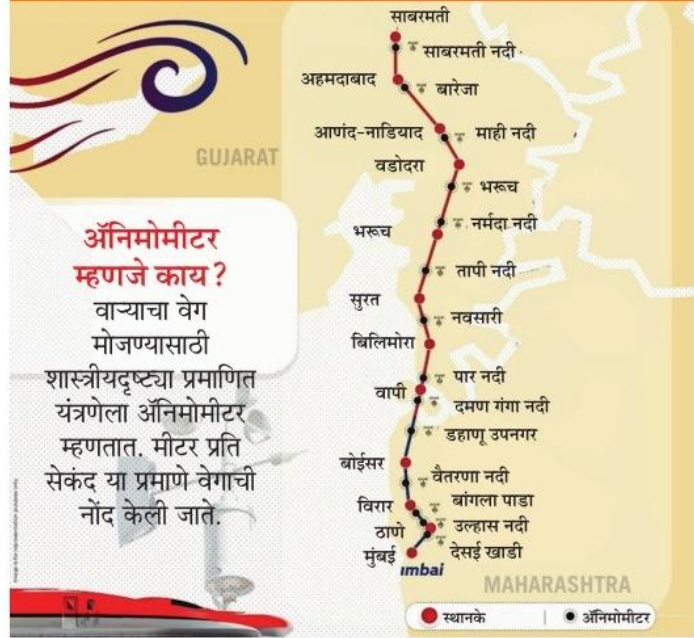 साबरमती
साबरमती नदी
अहमदाबाद
बारेजा
आणंद-नाडियाद
माही नदी
GUJARAT
वडोदरा
भरूच
नर्मदा नदी
भरूच
ॲनिमोमीटर
म्हणजे काय?
वाऱ्याचा वेग
मोजण्यासाठी
शास्त्रीयदृष्ट्या प्रमाणित
यंत्रणेला ॲनिमोमीटर
म्हणतात. मीटर प्रति
सेकंद या प्रमाणे वेगाची
नोंद केली जाते.
तापी नदी
सुरत
नवसारी
बिलिमोरा
पार नदी
वापी
दमण गंगा नदी
डहाणू उपनगर
बोईसर
वैतरणा नदी
विरार
बांगला पाडा
ठाणे
उल्हास नदी
मुंबई
देसई खाडी
umbai
MAHARASHTRA
स्थानके
ॲनिमोमीटर